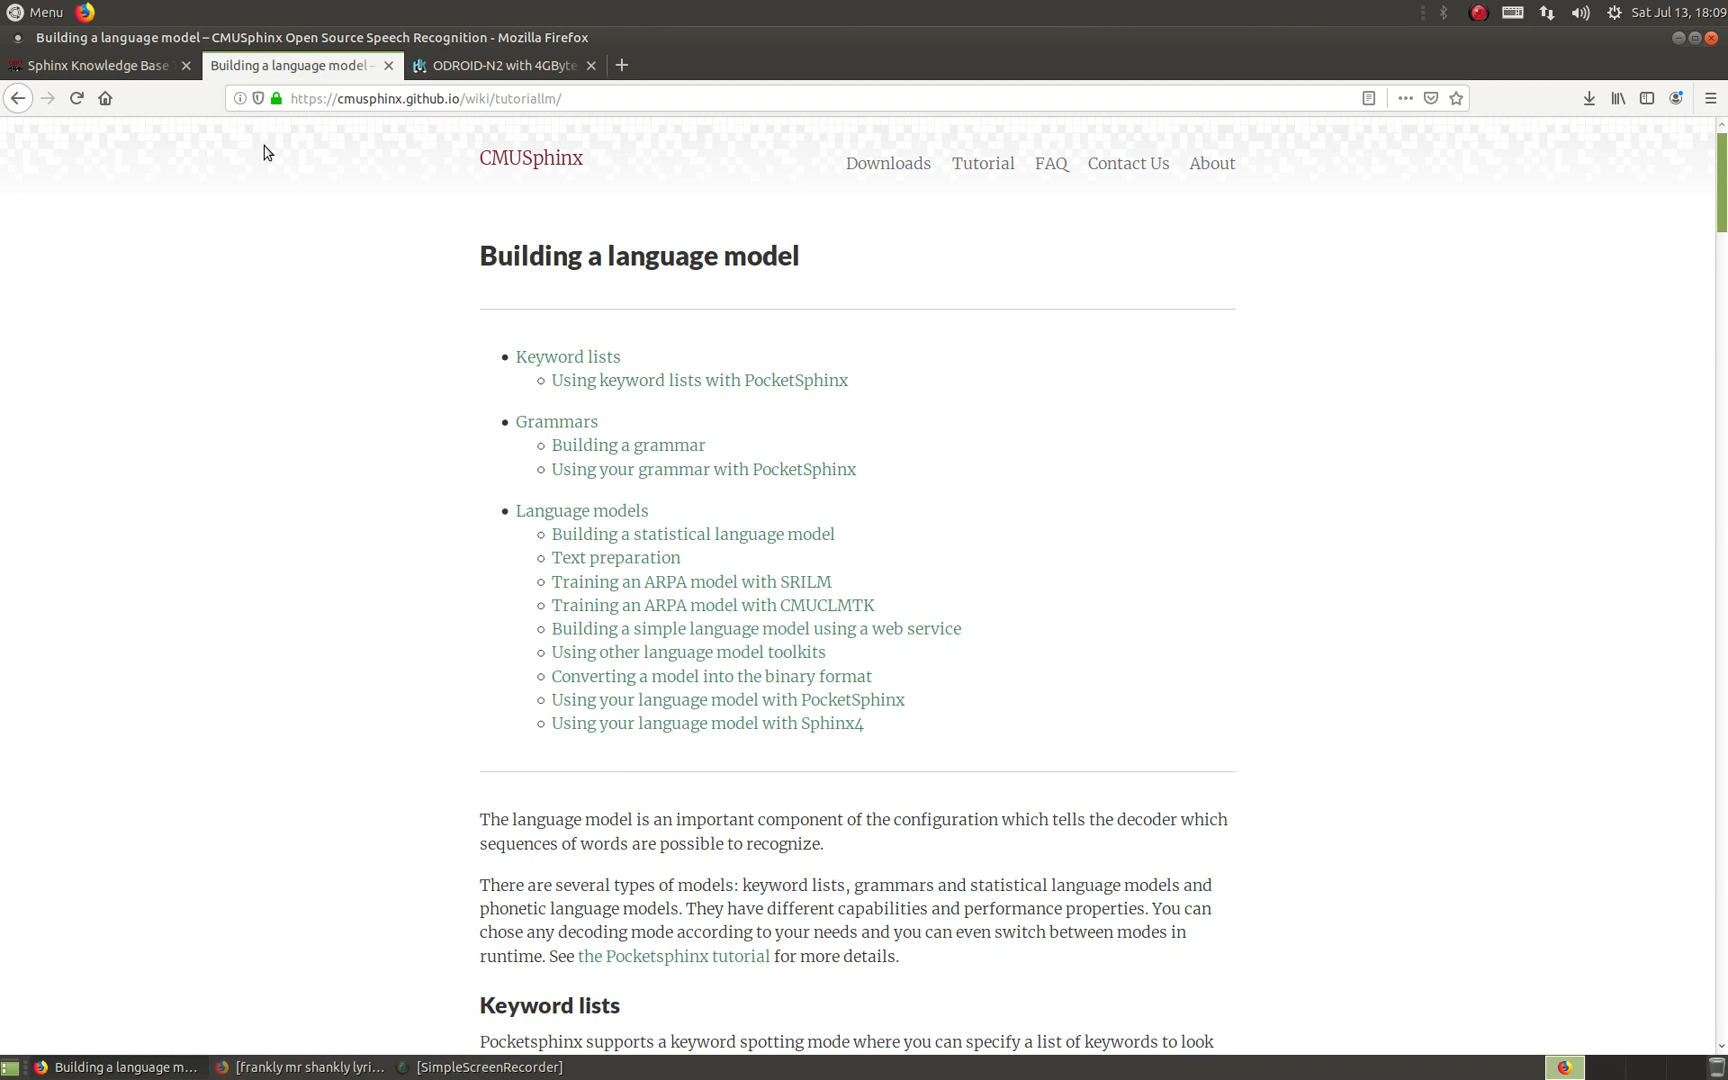 Menu
Sat Jul 13, 18:09
Building a language model – CMUSphinx Open Source Speech Recognition - Mozilla Firefox
Sphinx Knowledge Base
Building a language model –
ODROID-N2 with 4GByte
https://cmusphinx.github.io/wiki/tutoriallm/
CMUSphinx
Downloads Tutorial FAQ Contact Us About
Building a language model
Keyword lists
Using keyword lists with PocketSphinx
Grammars
Building a grammar
Using your grammar with PocketSphinx
Language models
Building a statistical language model
Text preparation
Training an ARPA model with SRILM
Training an ARPA model with CMUCLMTK
Building a simple language model using a web service
Using other language model toolkits
Converting a model into the binary format
Using your language model with PocketSphinx
Using your language model with Sphinx4
The language model is an important component of the configuration which tells the decoder which
sequences of words are possible to recognize.
There are several types of models: keyword lists, grammars and statistical language models and
phonetic language models. They have different capabilities and performance properties. You can
chose any decoding mode according to your needs and you can even switch between modes in
runtime. See the Pocketsphinx tutorial for more details.
Keyword lists
Pocketsphinx supports a keyword spotting mode where you can specify a list of keywords to look
Building a language m...
[frankly mr shankly lyri...
[SimpleScreenRecorder]